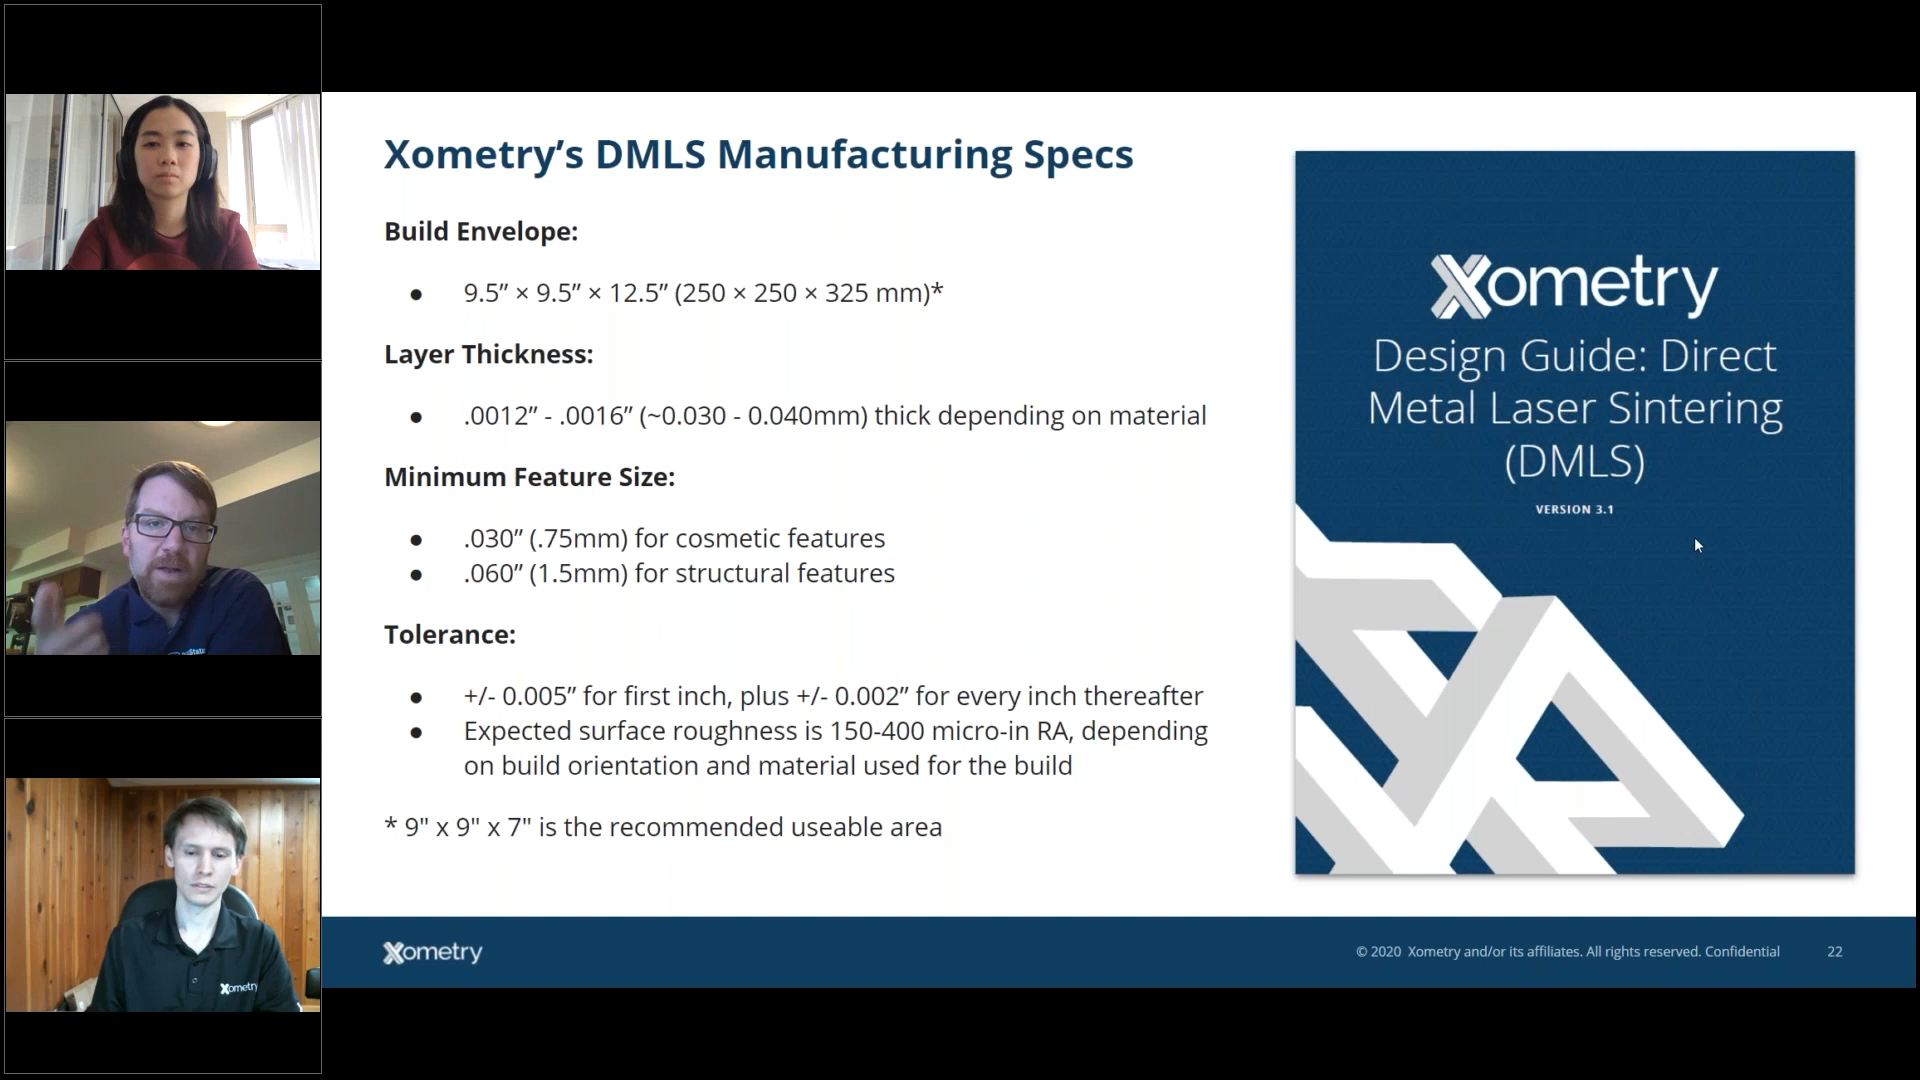 Xometry’s DMLS Manufacturing Specs
Build Envelope:
● 9.5” × 9.5” × 12.5” (250 × 250 × 325 mm)*
Layer Thickness:
● .0012” - .0016” (~0.030 - 0.040mm) thick depending on material
Minimum Feature Size:
● .030” (.75mm) for cosmetic features
● .060” (1.5mm) for structural features
Tolerance:
● +/- 0.005” for first inch, plus +/- 0.002” for every inch thereafter
● Expected surface roughness is 150-400 micro-in RA, depending
on build orientation and material used for the build
* 9" x 9" x 7" is the recommended useable area
Xometry
Design Guide: Direct
Metal Laser Sintering
(DMLS)
VERSION 3.1
Xometry
© 2020 Xometry and/or its affiliates. All rights reserved. Confidential
22
Xometry